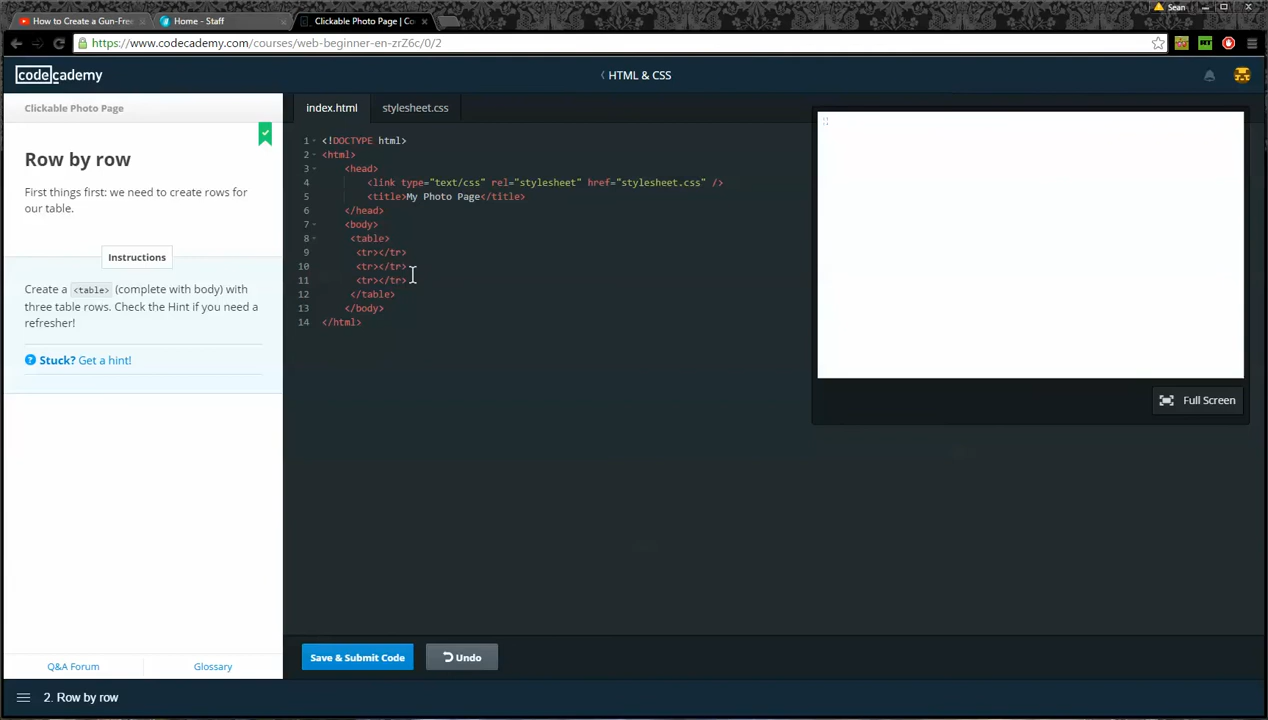 How to Create a Gun-Free
Home - Staff
Clickable Photo Page | Co
Sean
https://www.codecademy.com/courses/web-beginner-en-zrZ6c/0/2
codecademy
HTML & CSS
Clickable Photo Page
index.html
stylesheet.css
Row by row
First things first: we need to create rows for
our table.
Instructions
Create a <table> (complete with body) with
three table rows. Check the Hint if you need a
refresher!
Stuck? Get a hint!
1 <!DOCTYPE html>
2 <html>
3 <head>
4 <link type="text/css" rel="stylesheet" href="stylesheet.css" />
5 <title>My Photo Page</title>
6 </head>
7 <body>
8 <table>
9 <tr></tr>
10 <tr></tr>
11 <tr></tr>
12 </table>
13 </body>
14 </html>
Full Screen
Save & Submit Code
Undo
Q&A Forum
Glossary
2. Row by row